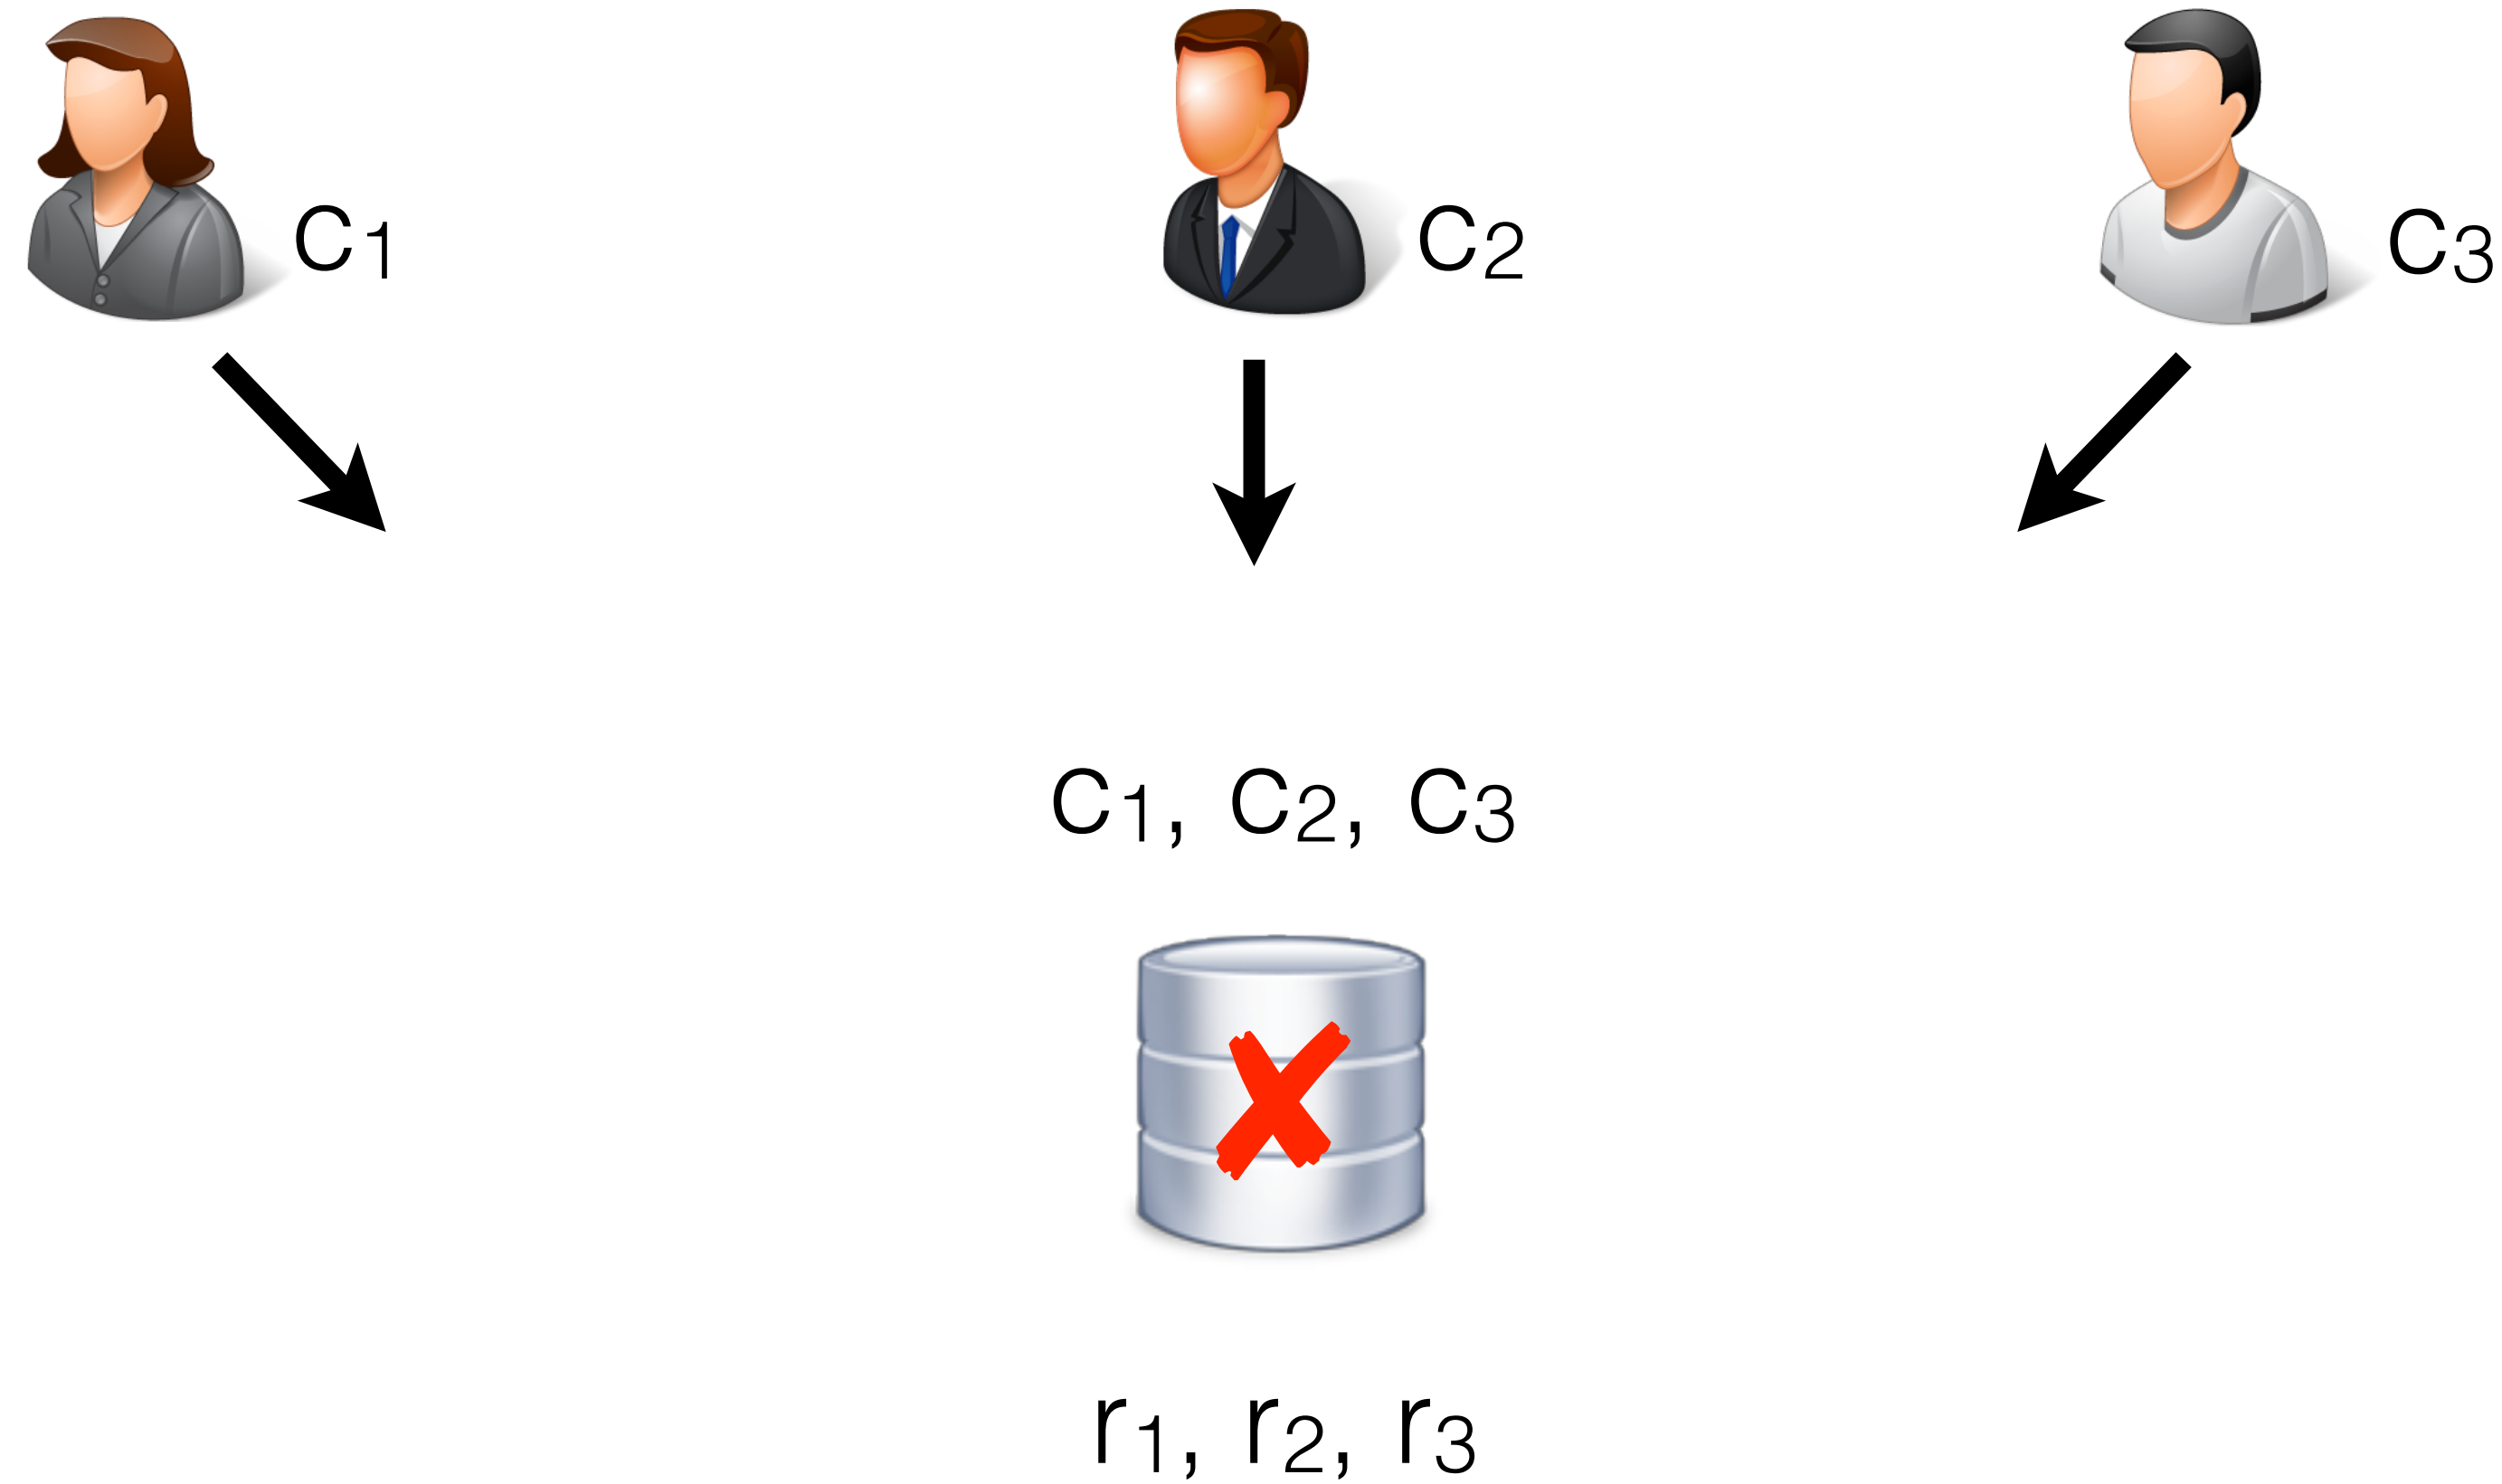 c1
c2
c3
c1, c2, c3
r1, r2, r3